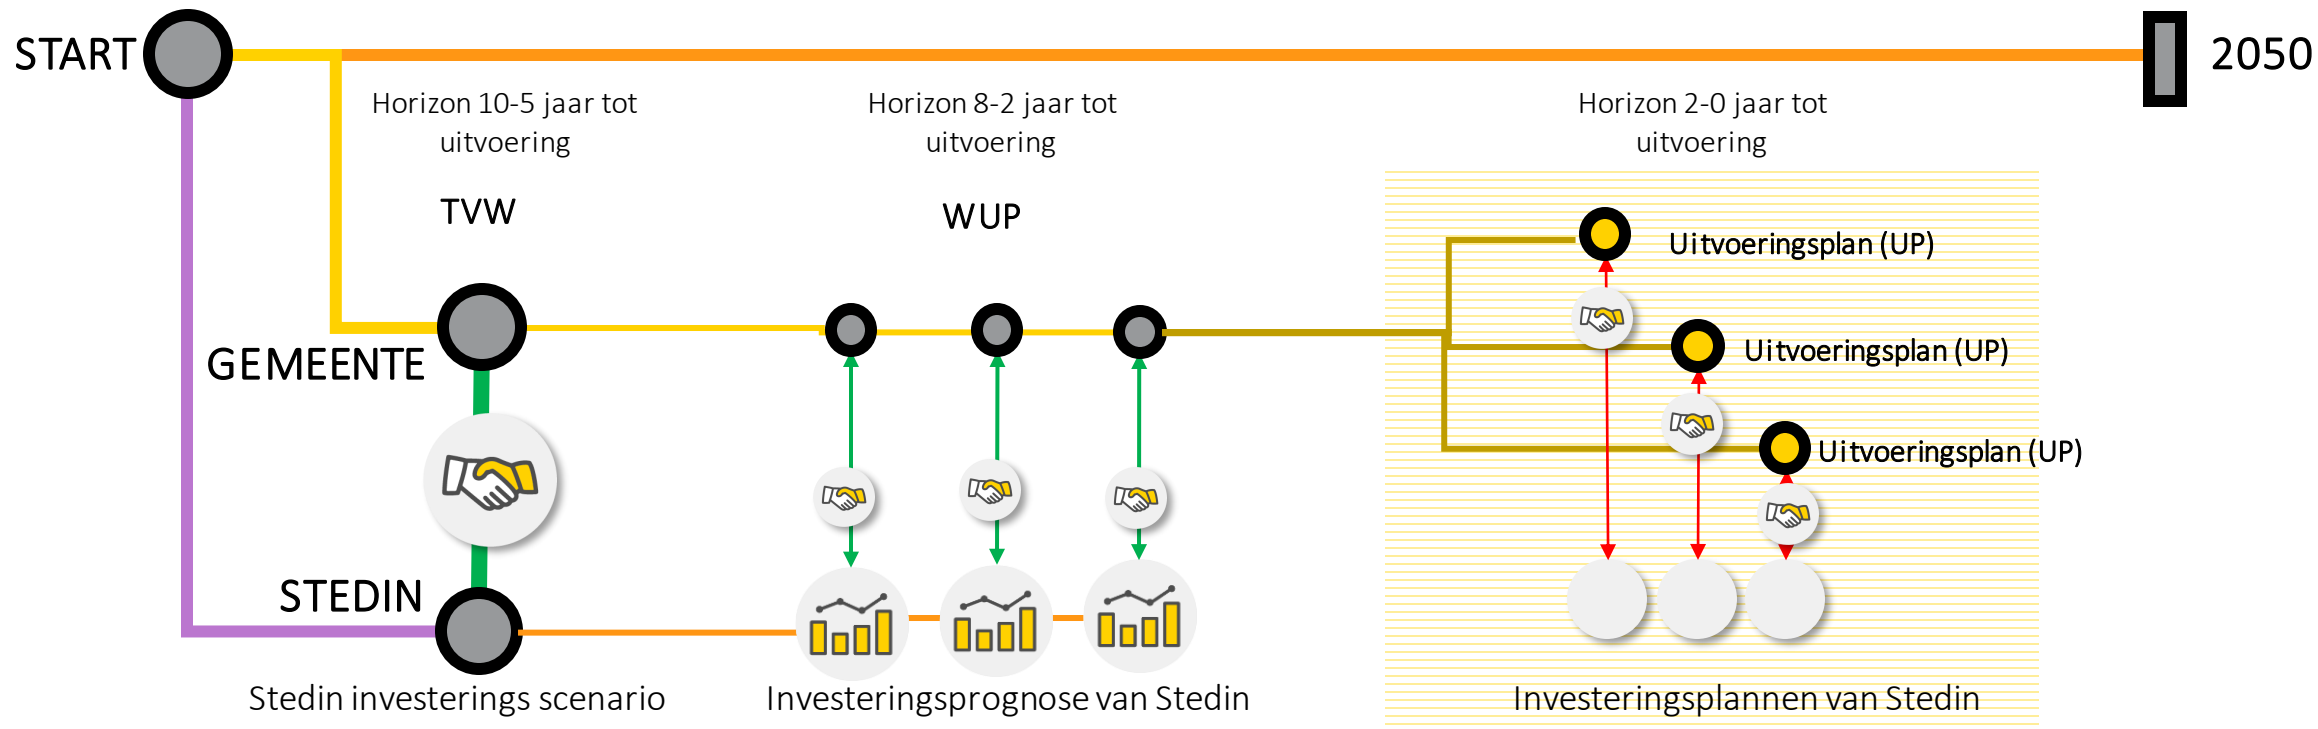 START
2050
Horizon 10-5 jaar tot
uitvoering
Horizon 8-2 jaar tot
uitvoering
Horizon 2-0 jaar tot
uitvoering
TVW
WUP
Uitvoeringsplan (UP)
Uitvoeringsplan (UP)
Uitvoeringsplan (UP)
GEMEENTE
STEDIN
Stedin investerings scenario
Investeringsprognose van Stedin
Investeringsplannen van Stedin